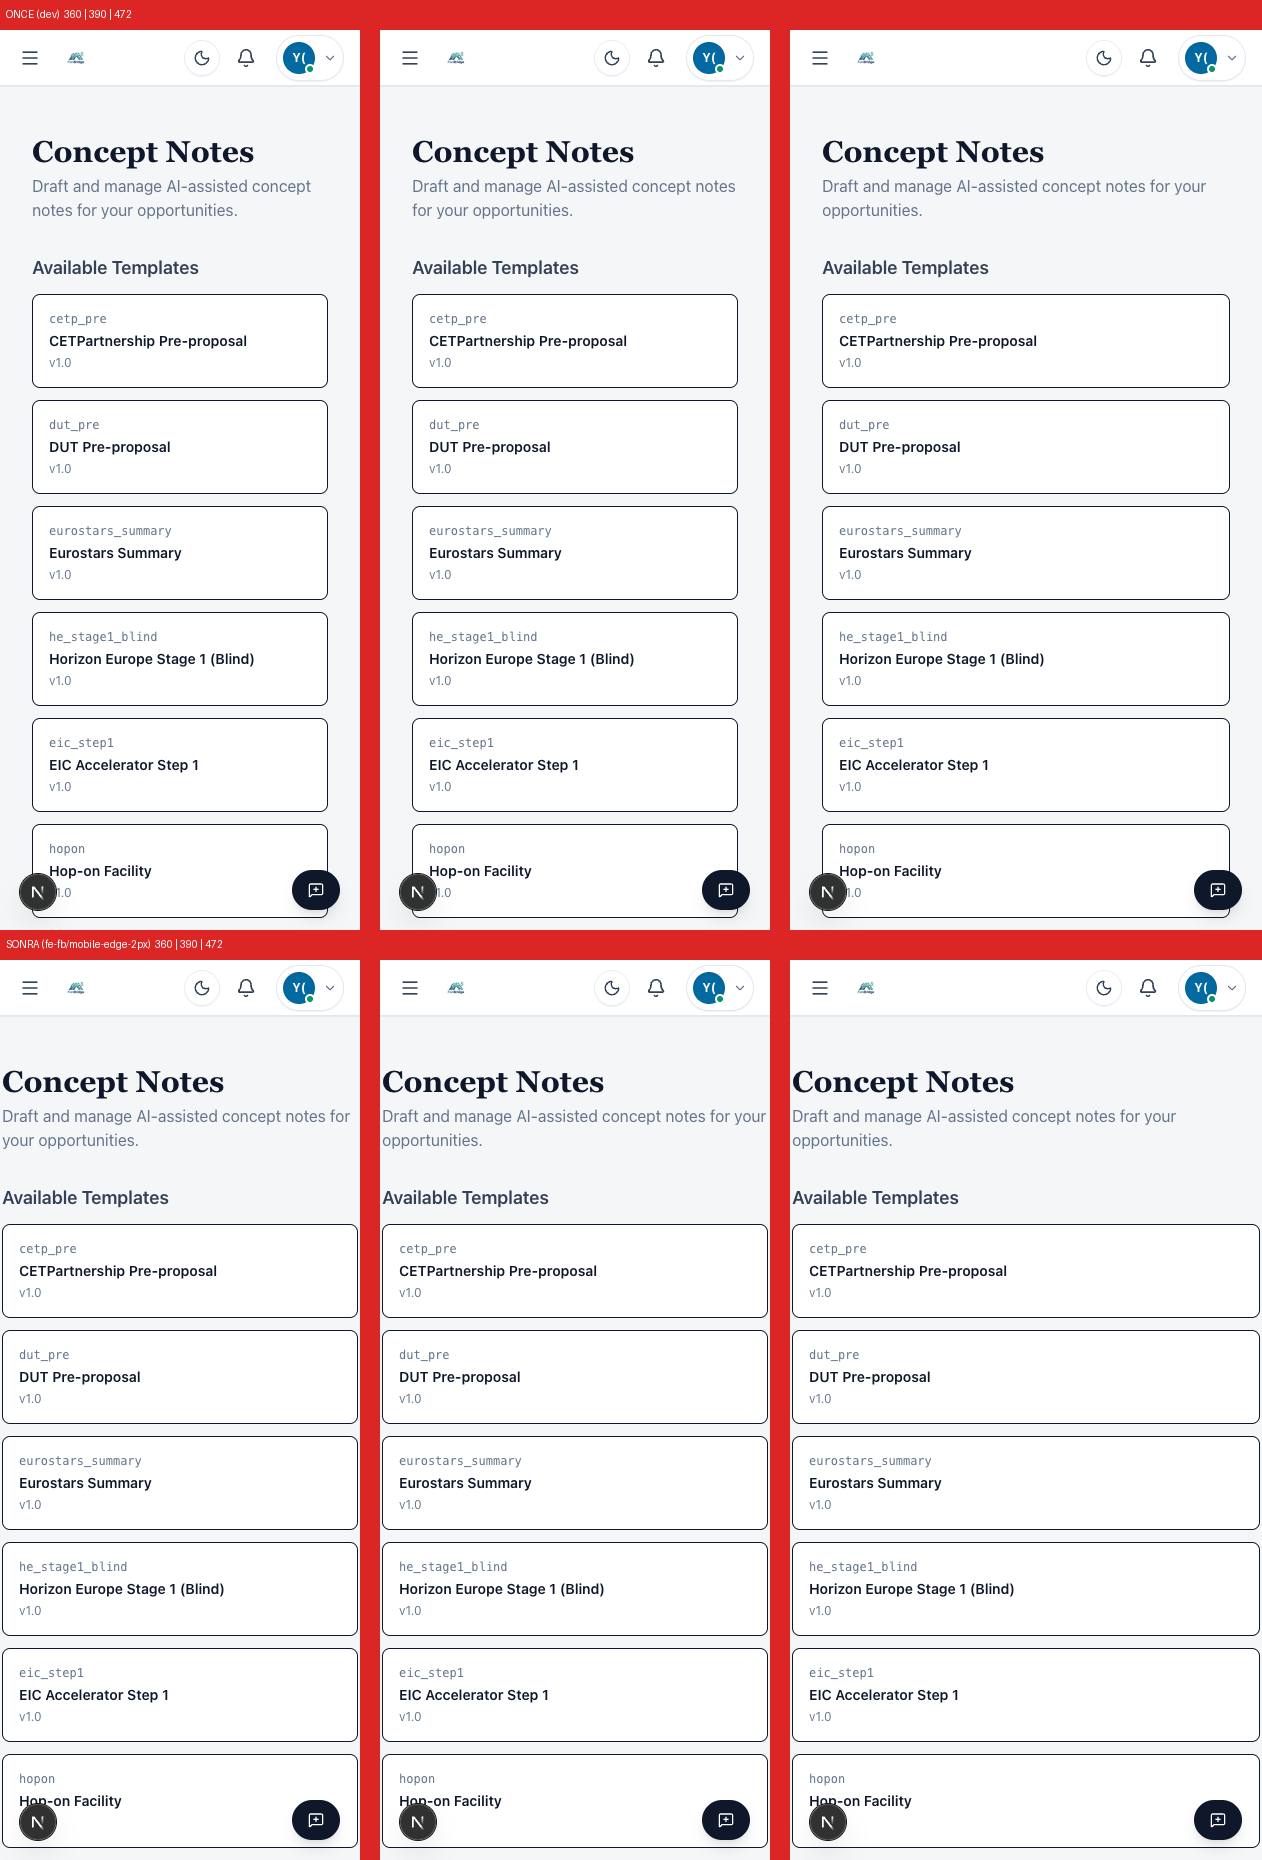 ONCE (dev) 360 | 390 | 472
Y(
Concept Notes
Draft and manage AI-assisted concept
notes for your opportunities.
Available Templates
cetp_pre
CETPartnership Pre-proposal
v1.0
dut_pre
DUT Pre-proposal
v1.0
eurostars_summary
Eurostars Summary
v1.0
he_stage1_blind
Horizon Europe Stage 1 (Blind)
v1.0
eic_step1
EIC Accelerator Step 1
v1.0
hopon
Hop-on Facility
N
Y(
Concept Notes
Draft and manage AI-assisted concept notes
for your opportunities.
Available Templates
cetp_pre
CETPartnership Pre-proposal
v1.0
dut_pre
DUT Pre-proposal
v1.0
eurostars_summary
Eurostars Summary
v1.0
he_stage1_blind
Horizon Europe Stage 1 (Blind)
v1.0
eic_step1
EIC Accelerator Step 1
v1.0
hopon
Hop-on Facility
N
Y(
Concept Notes
Draft and manage AI-assisted concept notes for your
opportunities.
Available Templates
cetp_pre
CETPartnership Pre-proposal
v1.0
dut_pre
DUT Pre-proposal
v1.0
eurostars_summary
Eurostars Summary
v1.0
he_stage1_blind
Horizon Europe Stage 1 (Blind)
v1.0
eic_step1
EIC Accelerator Step 1
v1.0
hopon
Hop-on Facility
N
SONRA (fe-fb/mobile-edge-2px) 360 | 390 | 472
Y(
Concept Notes
Draft and manage AI-assisted concept notes for
your opportunities.
Available Templates
cetp_pre
CETPartnership Pre-proposal
v1.0
dut_pre
DUT Pre-proposal
v1.0
eurostars_summary
Eurostars Summary
v1.0
he_stage1_blind
Horizon Europe Stage 1 (Blind)
v1.0
eic_step1
EIC Accelerator Step 1
v1.0
hopon
Hop-on Facility
N
Y(
Concept Notes
Draft and manage AI-assisted concept notes for your
opportunities.
Available Templates
cetp_pre
CETPartnership Pre-proposal
v1.0
dut_pre
DUT Pre-proposal
v1.0
eurostars_summary
Eurostars Summary
v1.0
he_stage1_blind
Horizon Europe Stage 1 (Blind)
v1.0
eic_step1
EIC Accelerator Step 1
v1.0
hopon
Hop-on Facility
N
Y(
Concept Notes
Draft and manage AI-assisted concept notes for your
opportunities.
Available Templates
cetp_pre
CETPartnership Pre-proposal
v1.0
dut_pre
DUT Pre-proposal
v1.0
eurostars_summary
Eurostars Summary
v1.0
he_stage1_blind
Horizon Europe Stage 1 (Blind)
v1.0
eic_step1
EIC Accelerator Step 1
v1.0
hopon
Hop-on Facility
N